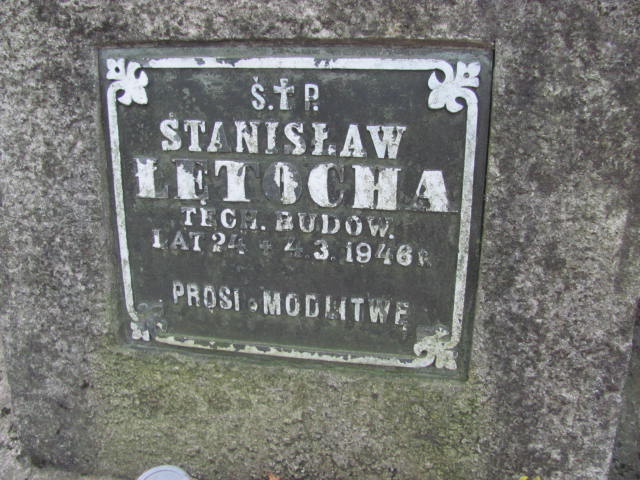 Ś.†P.
STANISŁAW
LĘTOCHA
TECH. BUDOW.
LAT 24 + 4.3.1946 R.
PROSI O MODLITWĘ